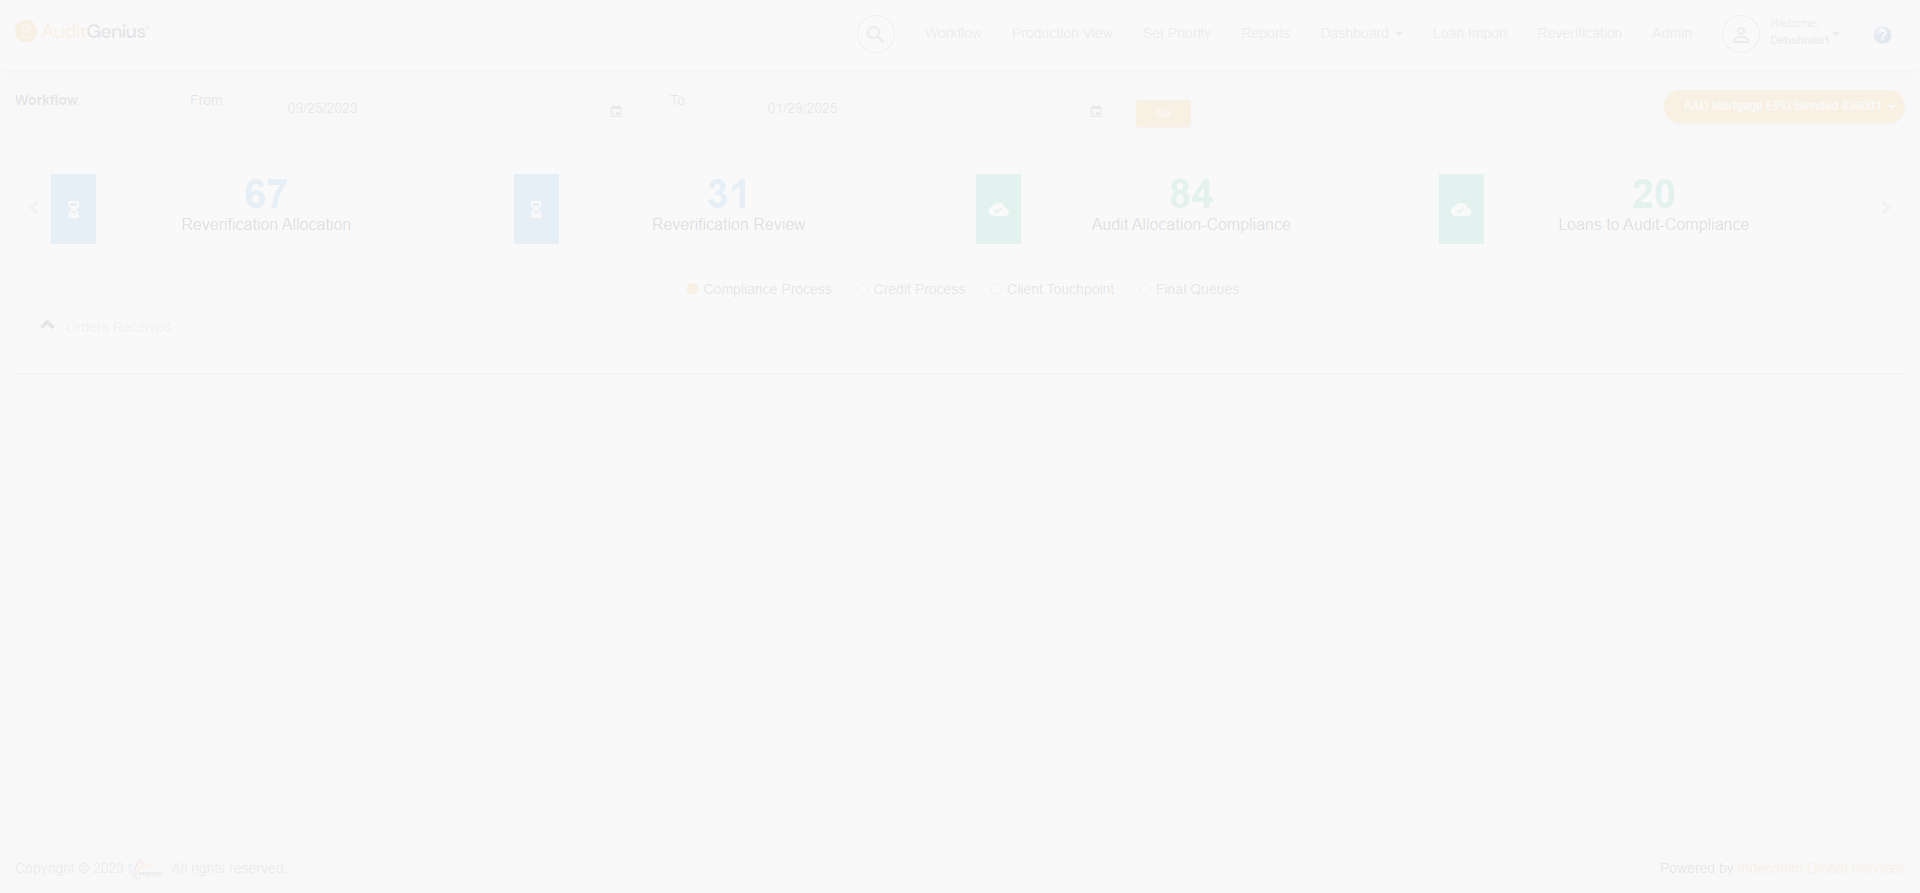 AuditGenius
Workflow Production View Set Priority Reports Dashboard Loan Import Reverification Admin
Welcome,
Debabrata1
Workflow From 09/25/2023 To 01/29/2025 Go
A&D Mortgage EPD Blended 836001
67 31 84 20
Reverification Allocation Reverification Review Audit Allocation-Compliance Loans to Audit-Compliance
Compliance Process Credit Process Client Touchpoint Final Queues
Orders Received
Copyright © 2023 All rights reserved. Powered by Indecomm Global Services